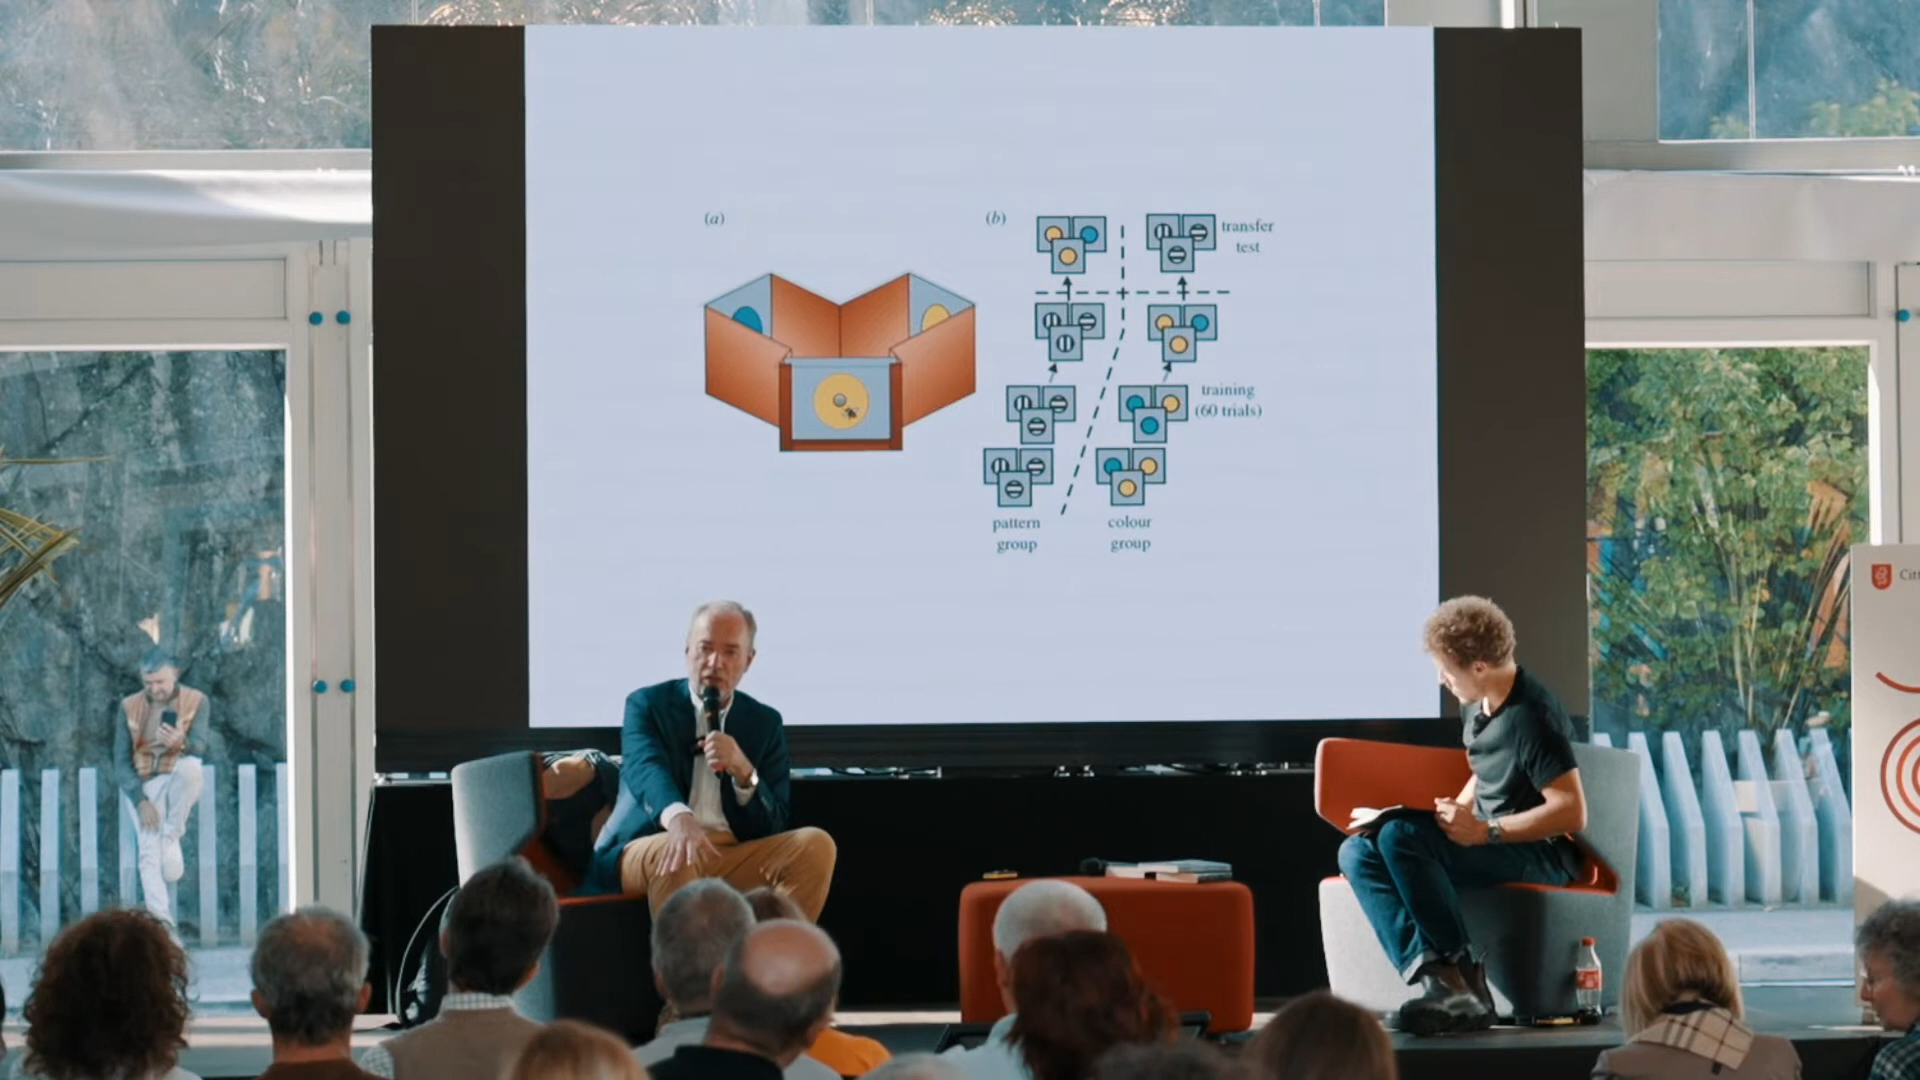 (a)
(b)
transfer
test
training
(60 trials)
pattern
group
colour
group